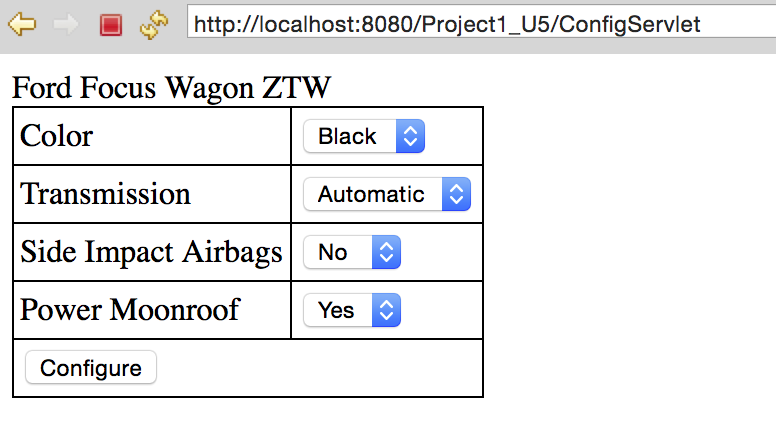 http://localhost:8080/Project1_U5/ConfigServlet
Ford Focus Wagon ZTW
Color Black
Transmission Automatic
Side Impact Airbags No
Power Moonroof Yes
Configure